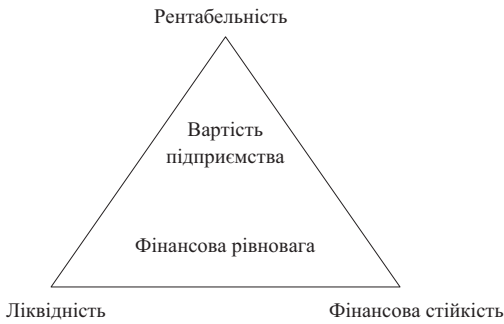 Рентабельність
Вартість
підприємства
Фінансова рівновага
Ліквідність
Фінансова стійкість